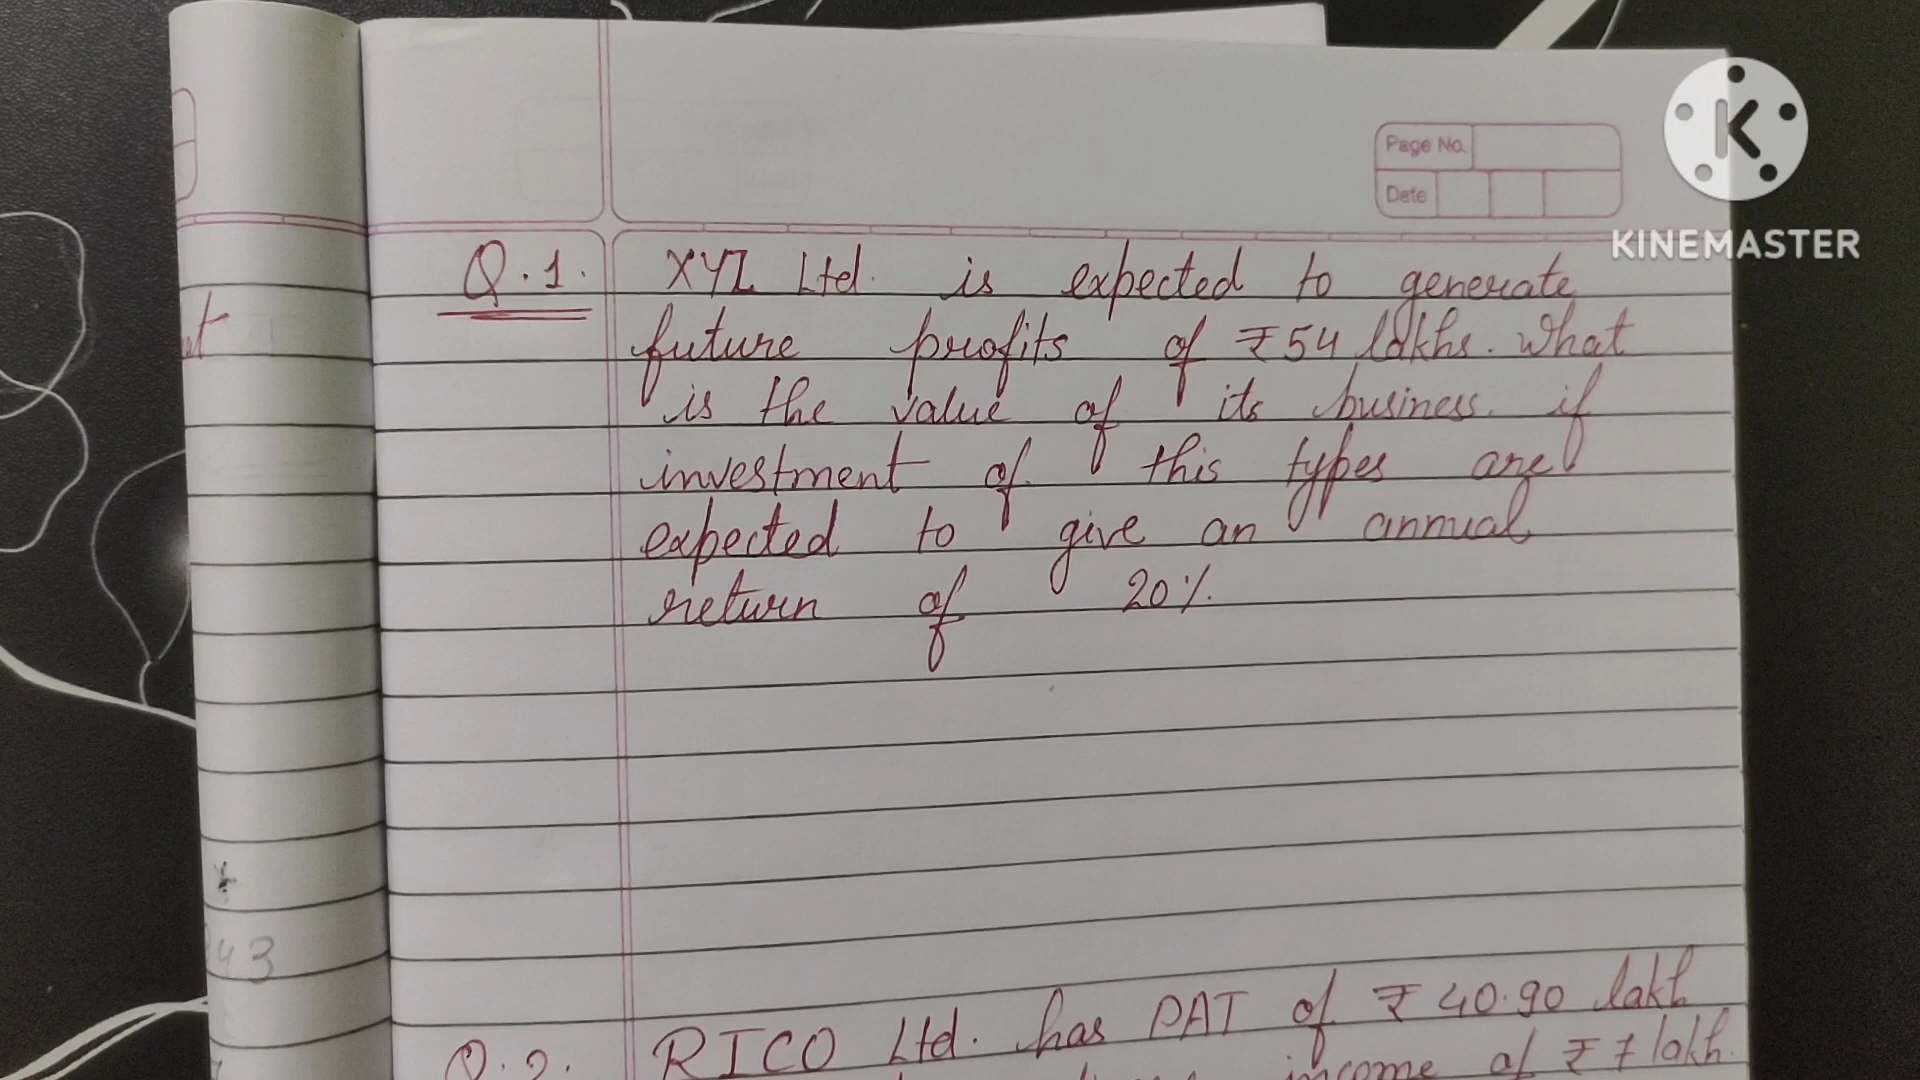 Page No.
Date
K
KINEMASTER
Q.1. XYZ Ltd. is expected to generate
future profits of ₹54 lakhs. What
is the value of its business if
investment of this types are
expected to give an annual
return of 20%.
43
Q.2. RICO Ltd. has PAT of ₹40.90 lakh
income of ₹7 lakh.